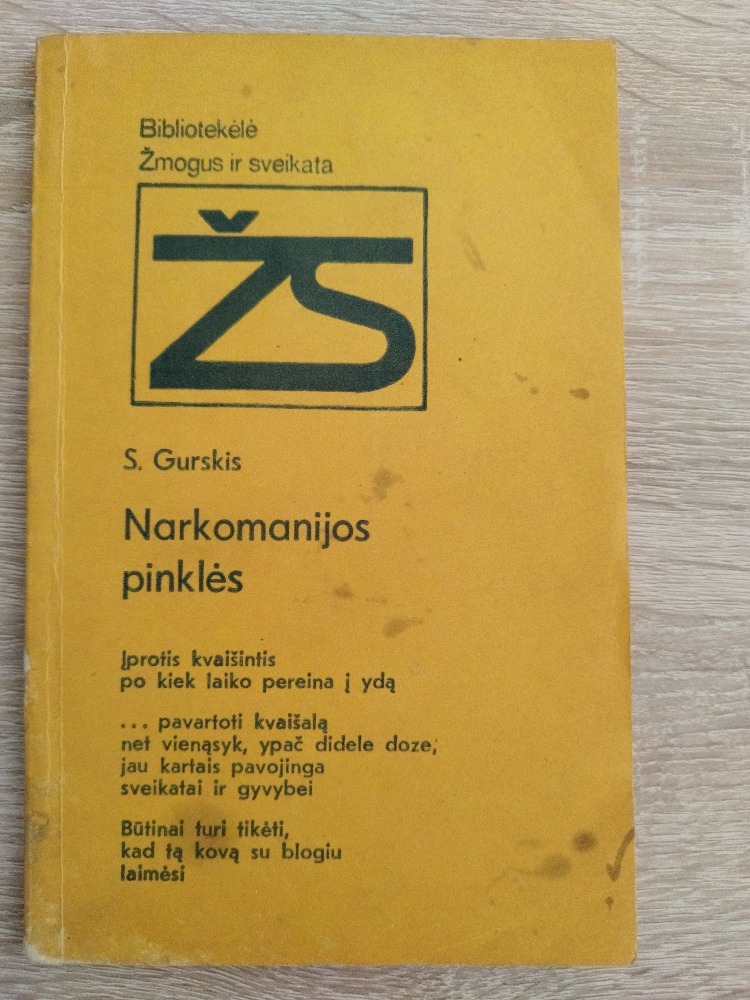 Bibliotekėlė
Žmogus ir sveikata
ŽS
S. Gurskis
Narkomanijos
pinklės
Įprotis kvaišintis
po kiek laiko pereina į ydą
... pavartoti kvaišalą
net vienąsyk, ypač didele doze,
jau kartais pavojinga
sveikatai ir gyvybei
Būtinai turi tikėti,
kad tą kovą su blogiu
laimėsi